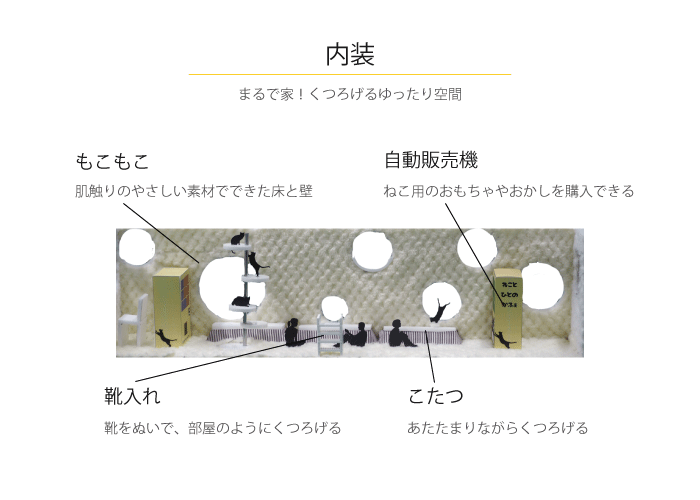 内装
まるで家！くつろげるゆったり空間
もこもこ
肌触りのやさしい素材でできた床と壁
自動販売機
ねこ用のおもちゃやおかしを購入できる
ねこと
ひとの
靴入れ
靴をぬいで、部屋のようにくつろげる
こたつ
あたたまりながらくつろげる